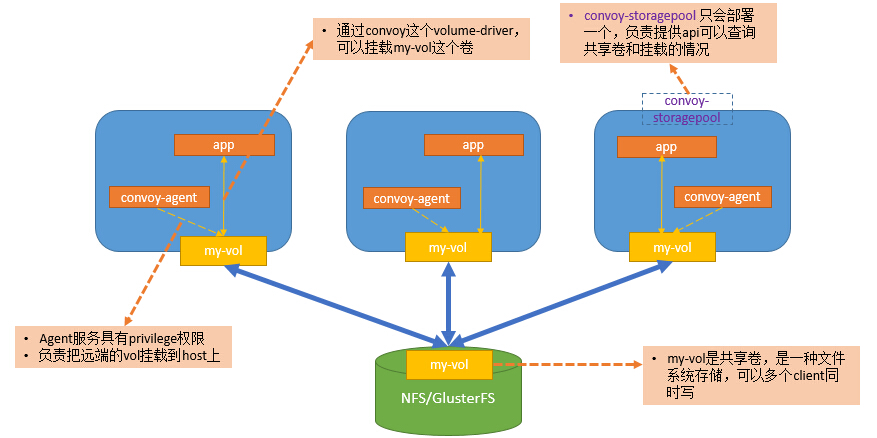 • 通过convoy这个volume-driver，
可以挂载my-vol这个卷
• convoy-storagepool 只会部署
一个，负责提供api可以查询
共享卷和挂载的情况
convoy-
storagepool
app
app
app
convoy-agent
convoy-agent
convoy-agent
my-vol
my-vol
my-vol
• Agent服务具有privilege权限
• 负责把远端的vol挂载到host上
my-vol
NFS/GlusterFS
• my-vol是共享卷，是一种文件
系统存储，可以多个client同
时写